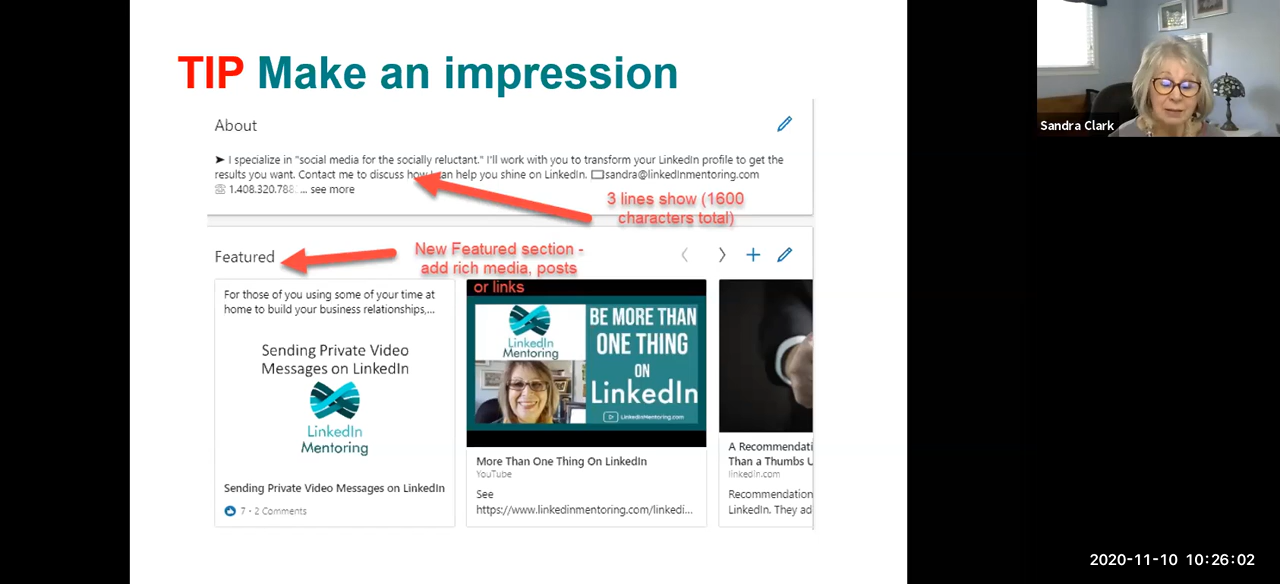 TIP Make an impression
About
➤ I specialize in "social media for the socially reluctant." I'll work with you to transform your LinkedIn profile to get the
results you want. Contact me to discuss how I can help you shine on LinkedIn. sandra@linkedInmentoring.com
1.408.320.788 ... see more
3 lines show (1600
characters total)
Featured
New Featured section -
add rich media, posts
or links
For those of you using some of your time at
home to build your business relationships,...
Sending Private Video
Messages on LinkedIn
LinkedIn
Mentoring
Sending Private Video Messages on LinkedIn
7 • 2 Comments
LinkedIn
Mentoring
BE MORE THAN
ONE THING
ON
LinkedIn
LinkedInMentoring.com
More Than One Thing On LinkedIn
YouTube
See
https://www.linkedinmentoring.com/linkedi...
A Recommendati
Than a Thumbs U
linkedin.com
Recommendation
LinkedIn. They ad
Sandra Clark
2020-11-10 10:26:02